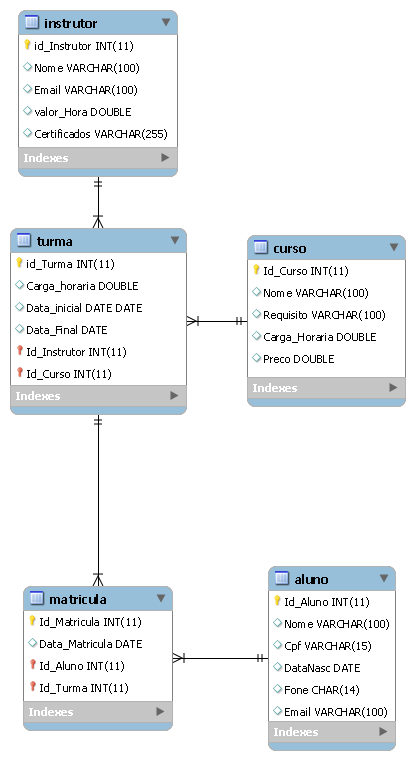 instrutor
id_Instrutor INT(11)
Nome VARCHAR(100)
Email VARCHAR(100)
valor_Hora DOUBLE
Certificados VARCHAR(255)
Indexes
turma
id_Turma INT(11)
Carga_horaria DOUBLE
Data_inicial DATE DATE
Data_Final DATE
Id_Instrutor INT(11)
Id_Curso INT(11)
Indexes
curso
Id_Curso INT(11)
Nome VARCHAR(100)
Requisito VARCHAR(100)
Carga_Horaria DOUBLE
Preco DOUBLE
Indexes
matricula
Id_Matricula INT(11)
Data_Matricula DATE
Id_Aluno INT(11)
Id_Turma INT(11)
Indexes
aluno
Id_Aluno INT(11)
Nome VARCHAR(100)
Cpf VARCHAR(15)
DataNasc DATE
Fone CHAR(14)
Email VARCHAR(100)
Indexes